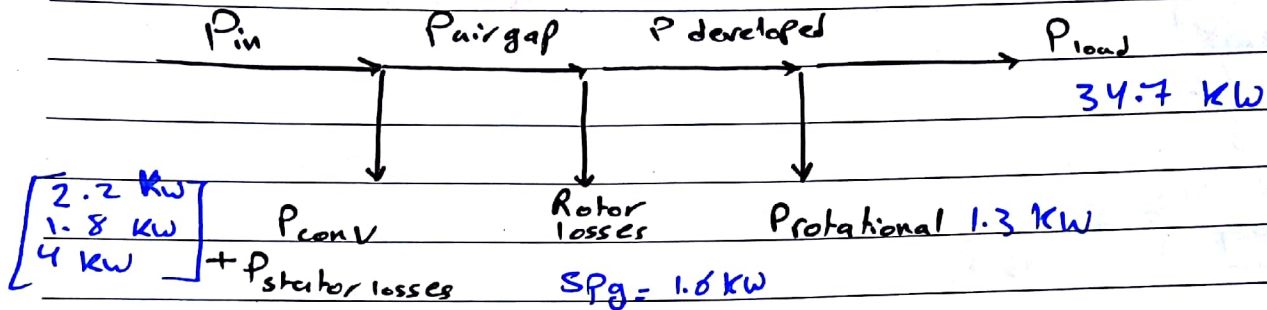 Pin Pairgap P developed Pload
34.7 KW
2.2 KW
1.8 KW
4 KW
Pconv
+ Pstator losses
Rotor
losses
SPg = 1.6 KW
Protational 1.3 KW